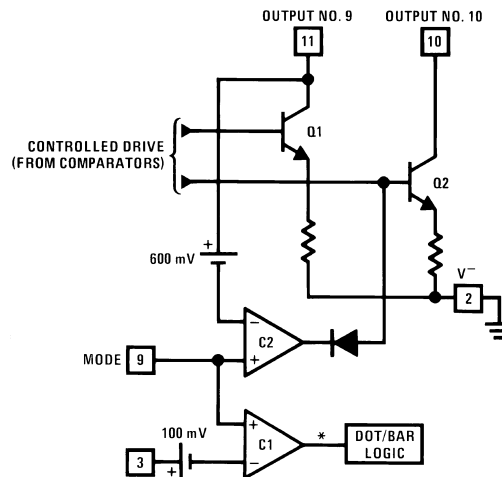 OUTPUT NO. 9
OUTPUT NO. 10
11
10
Q1
CONTROLLED DRIVE
(FROM COMPARATORS)
Q2
+
600 mV
V−
2
−
C2
+
MODE
9
+
100 mV
C1
*
DOT/BAR
LOGIC
3
+
−